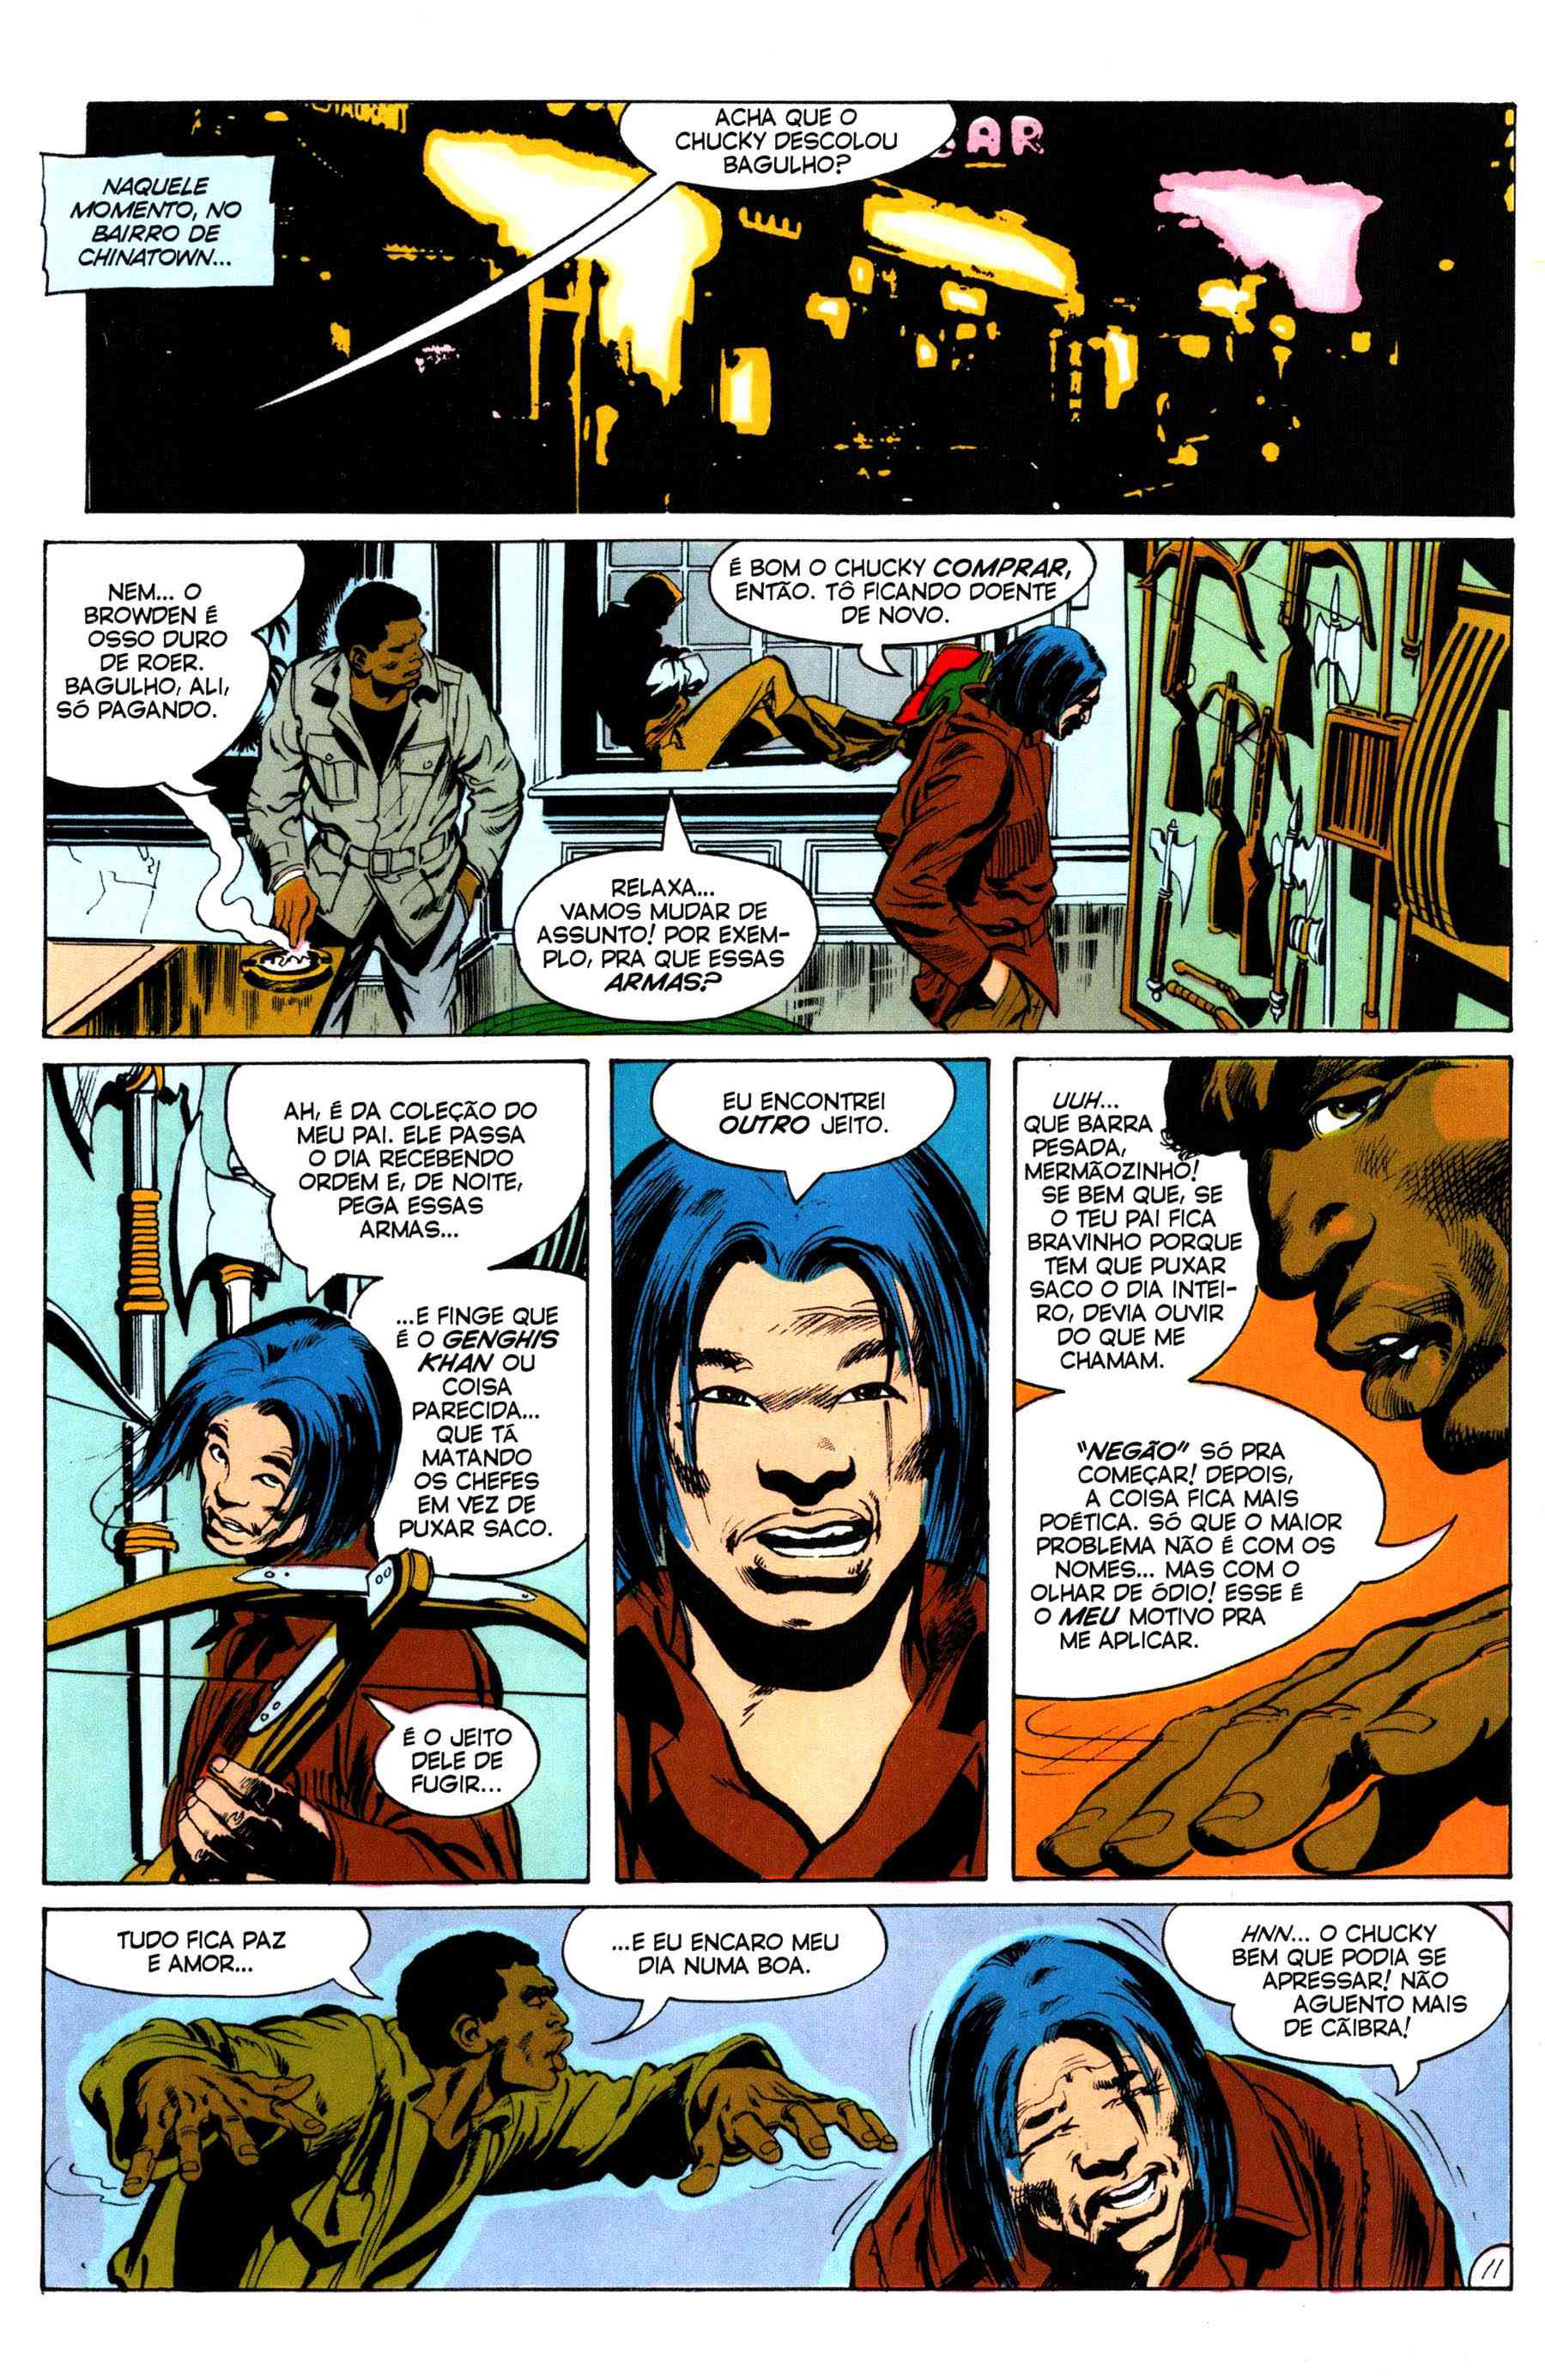 NAQUELE
MOMENTO, NO
BAIRRO DE
CHINATOWN...
ACHA QUE O
CHUCKY DESCOLOU
BAGULHO?
BAR
NEM... O
BROWDEN É
OSSO DURO
DE ROER.
BAGULHO, ALI,
SÓ PAGANDO.
É BOM O CHUCKY COMPRAR,
ENTÃO. TÔ FICANDO DOENTE
DE NOVO.
RELAXA...
VAMOS MUDAR DE
ASSUNTO! POR EXEM-
PLO, PRA QUE ESSAS
ARMAS?
AH, É DA COLEÇÃO DO
MEU PAI. ELE PASSA
O DIA RECEBENDO
ORDEM E, DE NOITE,
PEGA ESSAS
ARMAS...
...E FINGE QUE
É O GENGHIS
KHAN OU
COISA
PARECIDA...
QUE TÁ
MATANDO
OS CHEFES
EM VEZ DE
PUXAR SACO.
É O JEITO
DELE DE
FUGIR...
EU ENCONTREI
OUTRO JEITO.
UUH...
QUE BARRA
PESADA,
MERMÃOZINHO!
SE BEM QUE, SE
O TEU PAI FICA
BRAVINHO PORQUE
TEM QUE PUXAR
SACO O DIA INTEI-
RO, DEVIA OUVIR
DO QUE ME
CHAMAM.
"NEGÃO" SÓ PRA
COMEÇAR! DEPOIS,
A COISA FICA MAIS
POÉTICA. SÓ QUE O MAIOR
PROBLEMA NÃO É COM OS
NOMES... MAS COM O
OLHAR DE ÓDIO! ESSE É
O MEU MOTIVO PRA
ME APLICAR.
TUDO FICA PAZ
E AMOR...
...E EU ENCARO MEU
DIA NUMA BOA.
HNN... O CHUCKY
BEM QUE PODIA SE
APRESSAR! NÃO
AGUENTO MAIS
DE CÃIBRA!
11